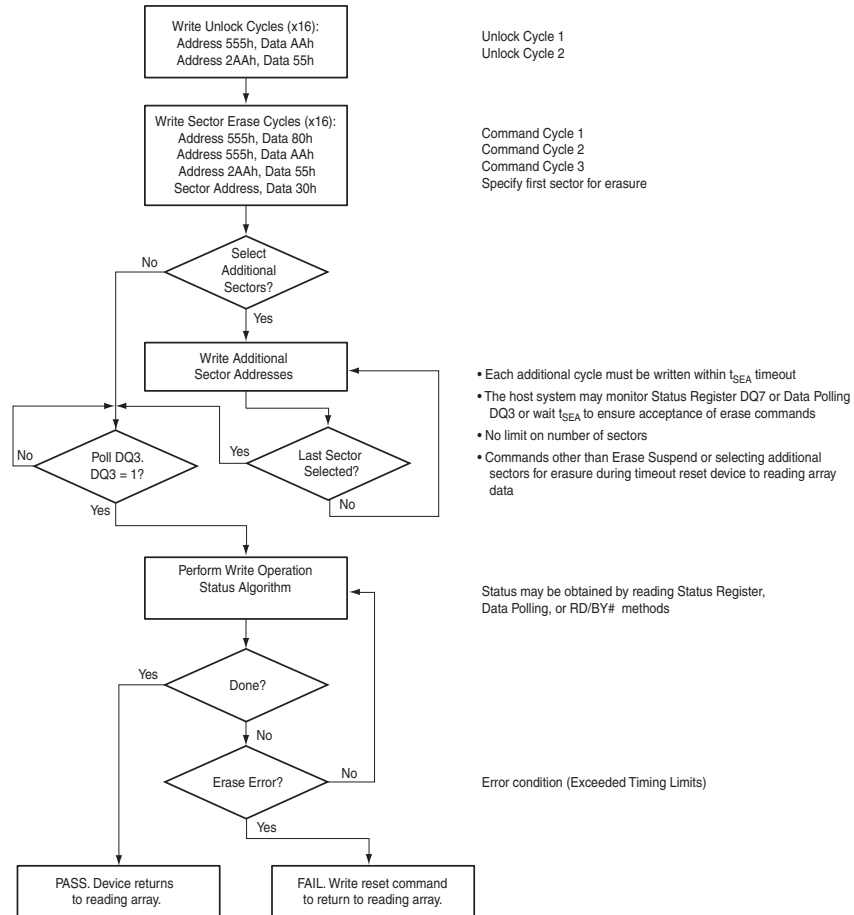 Write Unlock Cycles (x16):
Address 555h, Data AAh
Address 2AAh, Data 55h
Unlock Cycle 1
Unlock Cycle 2
Write Sector Erase Cycles (x16):
Address 555h, Data 80h
Address 555h, Data AAh
Address 2AAh, Data 55h
Sector Address, Data 30h
Command Cycle 1
Command Cycle 2
Command Cycle 3
Specify first sector for erasure
No
Select
Additional
Sectors?
Yes
Write Additional
Sector Addresses
• Each additional cycle must be written within tSEA timeout
• The host system may monitor Status Register DQ7 or Data Polling
DQ3 or wait tSEA to ensure acceptance of erase commands
• No limit on number of sectors
• Commands other than Erase Suspend or selecting additional
sectors for erasure during timeout reset device to reading array
data
No
Poll DQ3.
DQ3 = 1?
Yes
Yes
Last Sector
Selected?
No
Perform Write Operation
Status Algorithm
Status may be obtained by reading Status Register,
Data Polling, or RD/BY# methods
Yes
Done?
No
Erase Error?
No
Error condition (Exceeded Timing Limits)
Yes
PASS. Device returns
to reading array.
FAIL. Write reset command
to return to reading array.